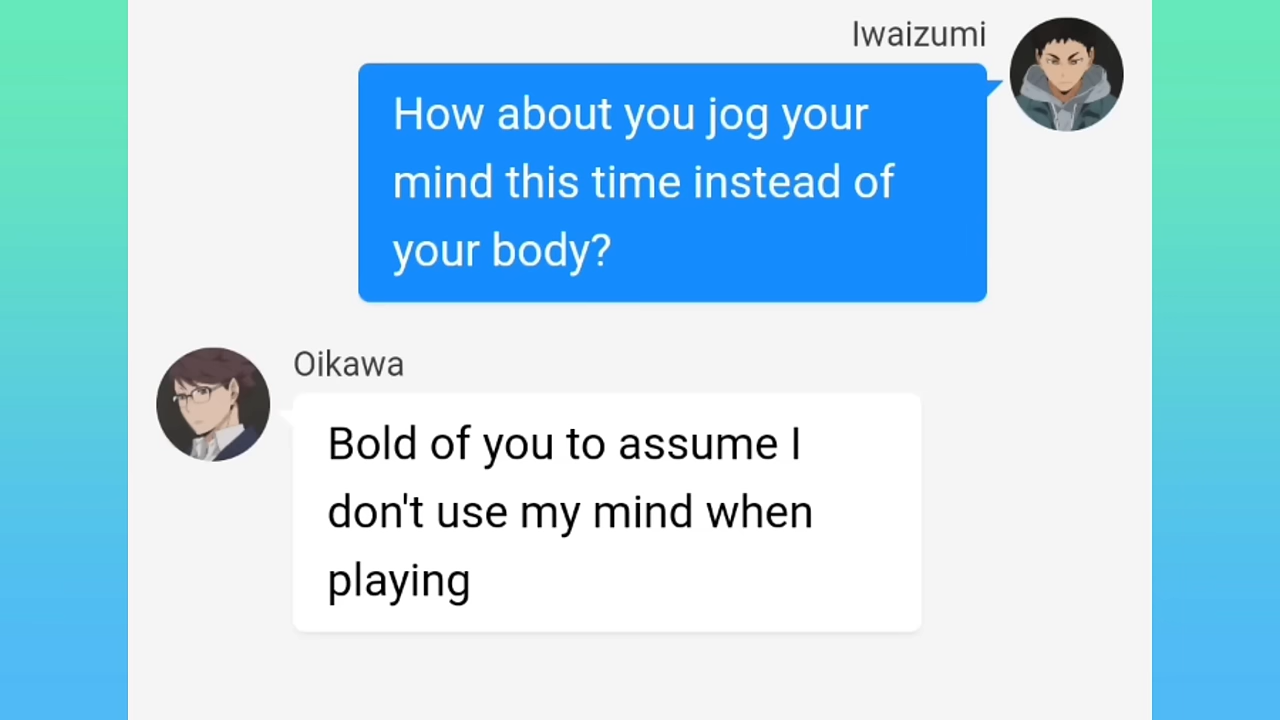 Iwaizumi
How about you jog your
mind this time instead of
your body?
Oikawa
Bold of you to assume I
don't use my mind when
playing